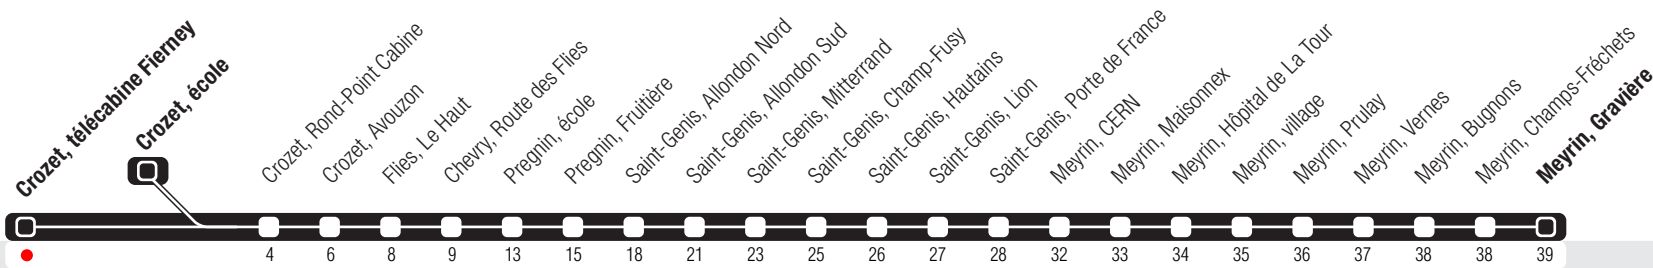 Crozet, télécabine Fierney
Crozet, école
Crozet, Rond-Point Cabine
Crozet, Avouzon
Flies, Le Haut
Chevry, Route des Flies
Pregnin, école
Pregnin, Fruitière
Saint-Genis, Allondon Nord
Saint-Genis, Allondon Sud
Saint-Genis, Mitterrand
Saint-Genis, Champ-Fusy
Saint-Genis, Hautains
Saint-Genis, Lion
Saint-Genis, Porte de France
Meyrin, CERN
Meyrin, Maisonnex
Meyrin, Hôpital de La Tour
Meyrin, village
Meyrin, Prulay
Meyrin, Vernes
Meyrin, Bugnons
Meyrin, Champs-Fréchets
Meyrin, Gravière
4 6 8 9 13 15 18 21 23 25 26 27 28 32 33 34 35 36 37 38 38 39